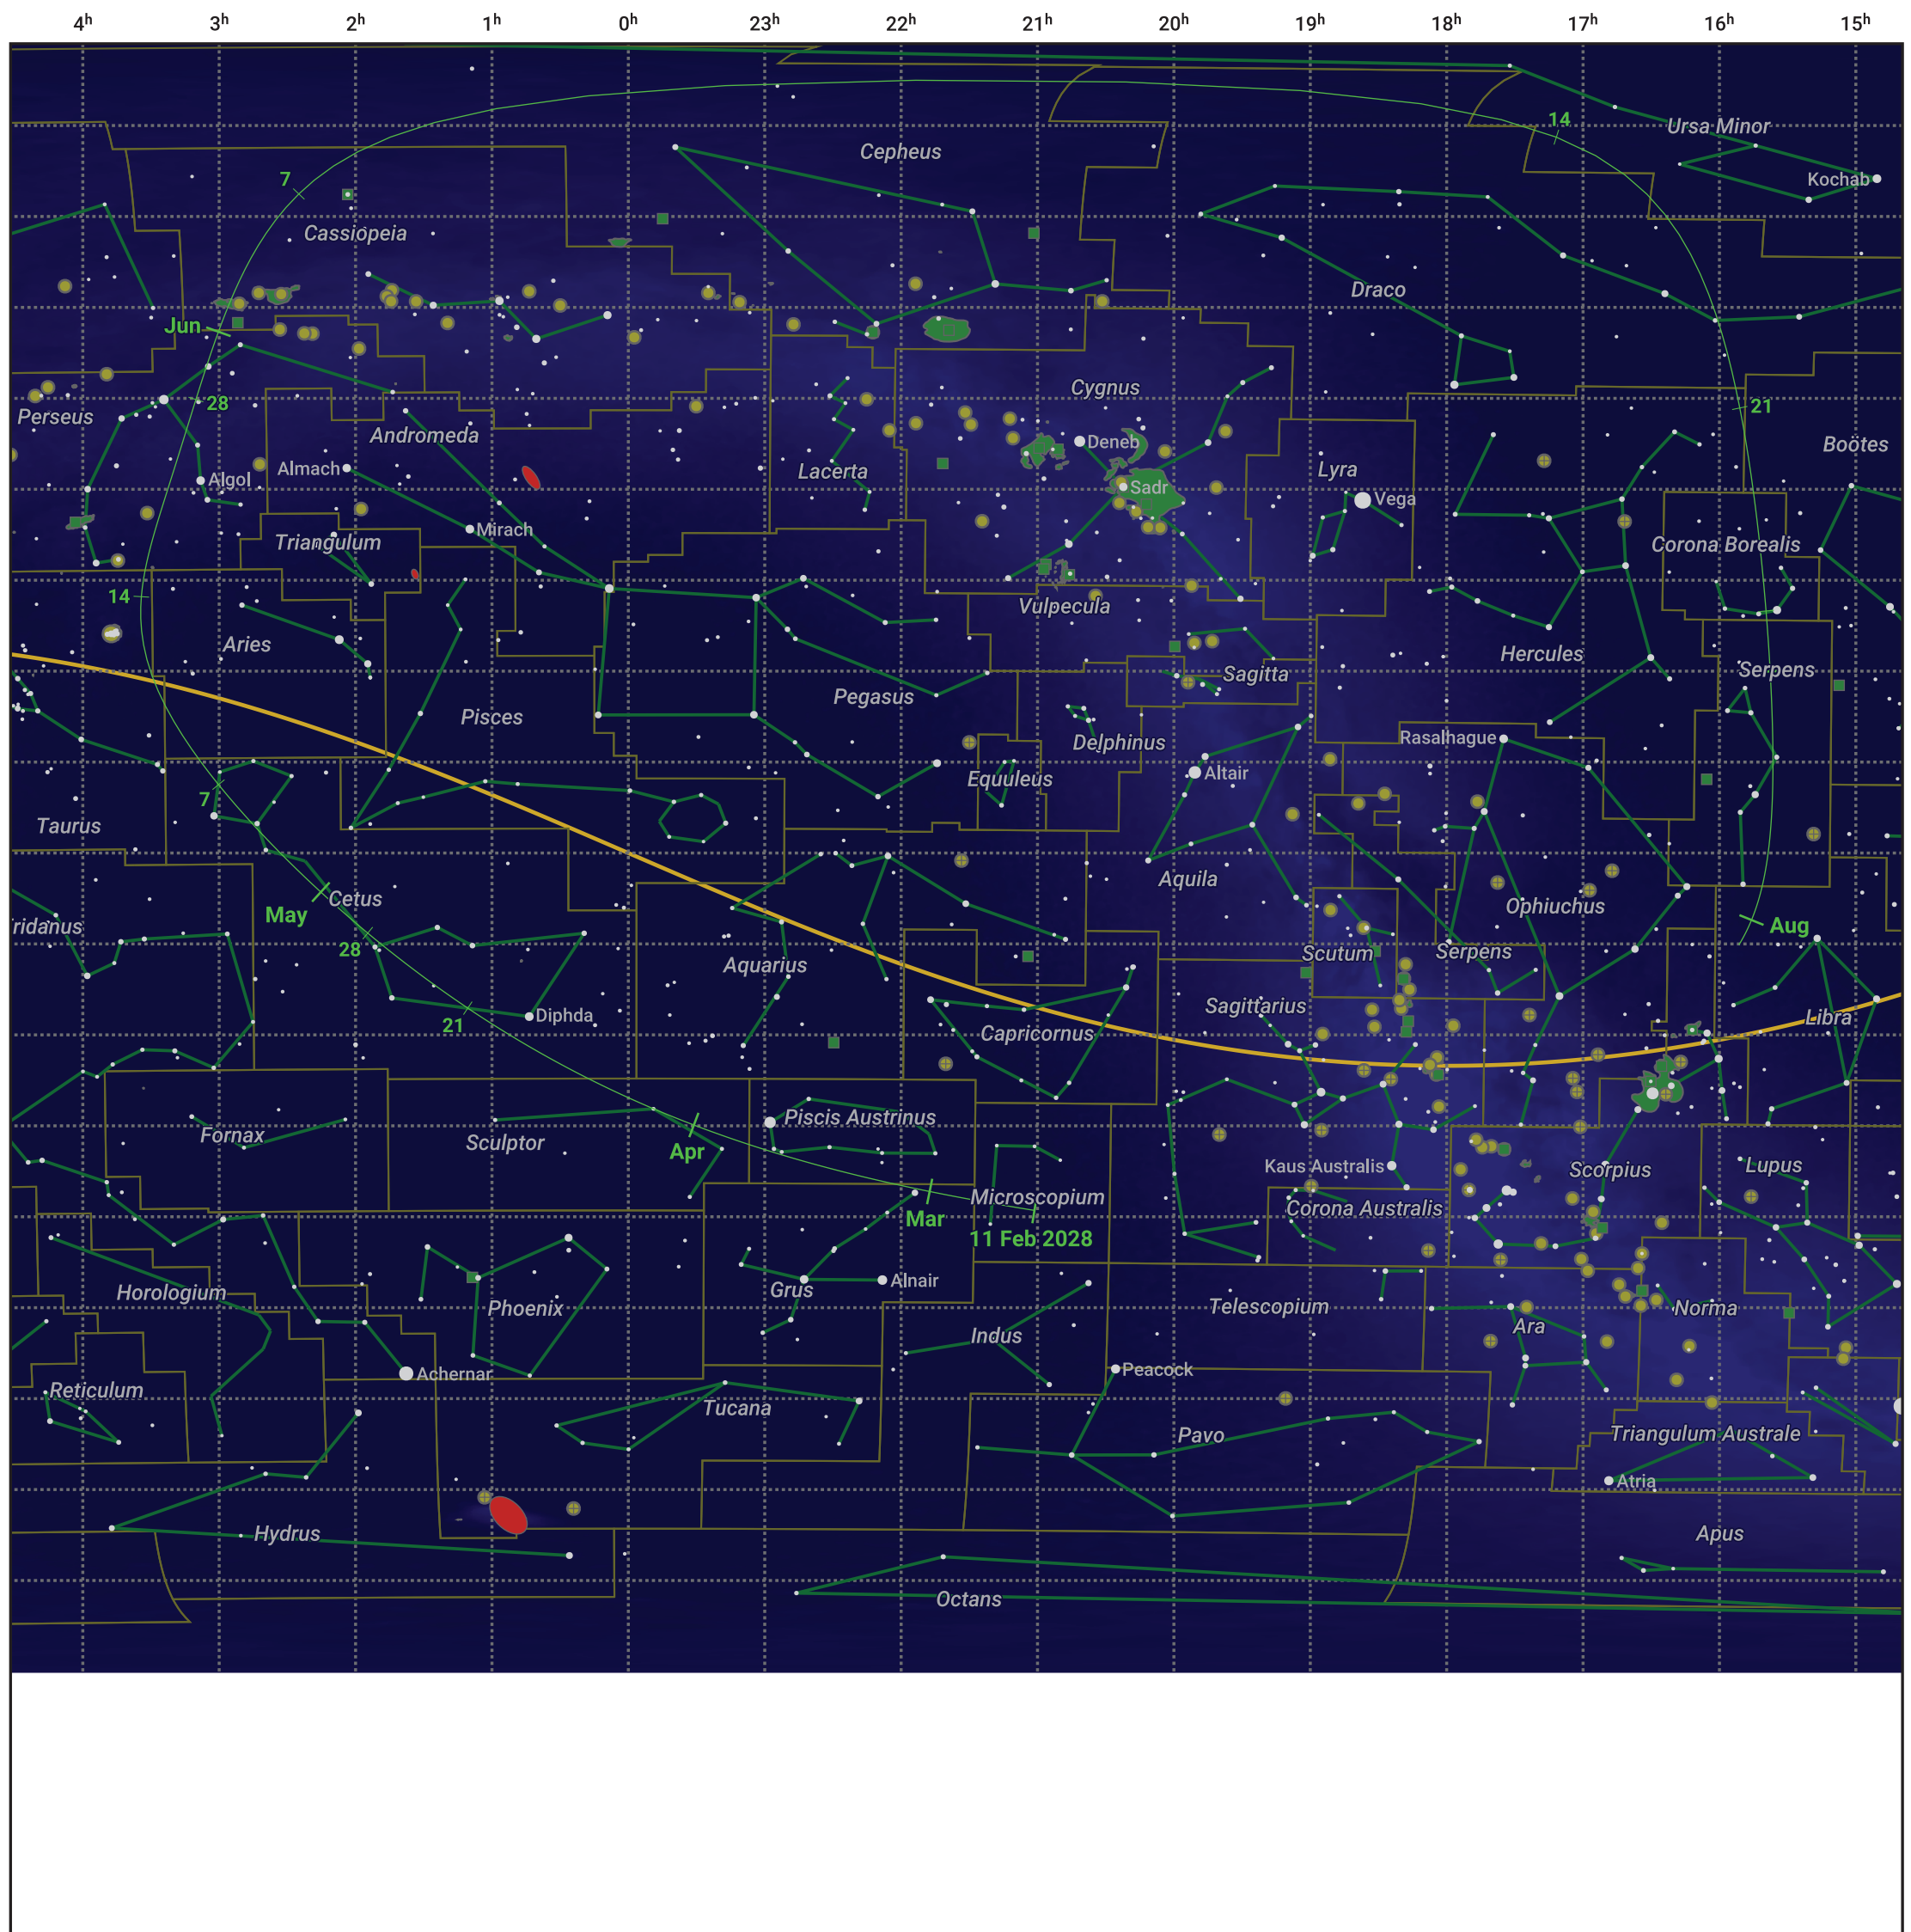 4h 3h 2h 1h 0h 23h 22h 21h 20h 19h 18h 17h 16h 15h
14
Ursa Minor
Cepheus
7
Kochab
Cassiopeia
Draco
Jun
28
Cygnus
21
Perseus
Andromeda
Deneb
Boötes
Almach
Lacerta
Lyra
Algol
Sadr
Vega
Mirach
Triangulum
Corona Borealis
14
Vulpecula
Aries
Hercules
Sagitta
Serpens
Pegasus
Pisces
Delphinus
Rasalhague
Equuleus
Altair
7
Taurus
Aquila
Cetus
Ophiuchus
May
ridanus
Aug
28
Scutum
Serpens
Aquarius
Sagittarius
21
Diphda
Libra
Capricornus
Piscis Austrinus
Fornax
Sculptor
Apr
Kaus Australis
Scorpius
Lupus
Microscopium
Corona Australis
Mar
11 Feb 2028
Alnair
Grus
Horologium
Phoenix
Telescopium
Norma
Ara
Indus
Peacock
Achernar
Reticulum
Tucana
Pavo
Triangulum Australe
Atria
Hydrus
Apus
Octans